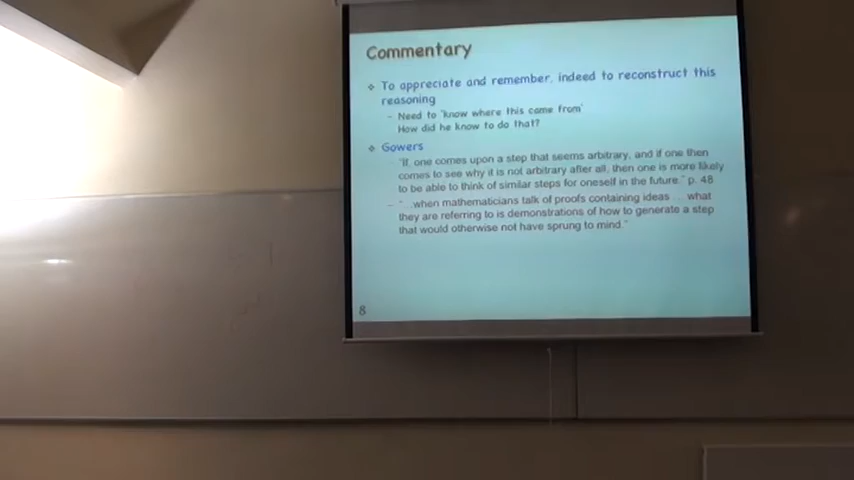 Commentary
To appreciate and remember, indeed to reconstruct this
reasoning
– Need to 'know where this came from'
How did he know to do that?
Gowers
"If one comes upon a step that seems arbitrary, and if one then
comes to see why it is not arbitrary after all, then one is more likely
to be able to think of similar steps for oneself in the future." p. 48
– "…when mathematicians talk of proofs containing ideas … what
they are referring to is demonstrations of how to generate a step
that would otherwise not have sprung to mind."
8